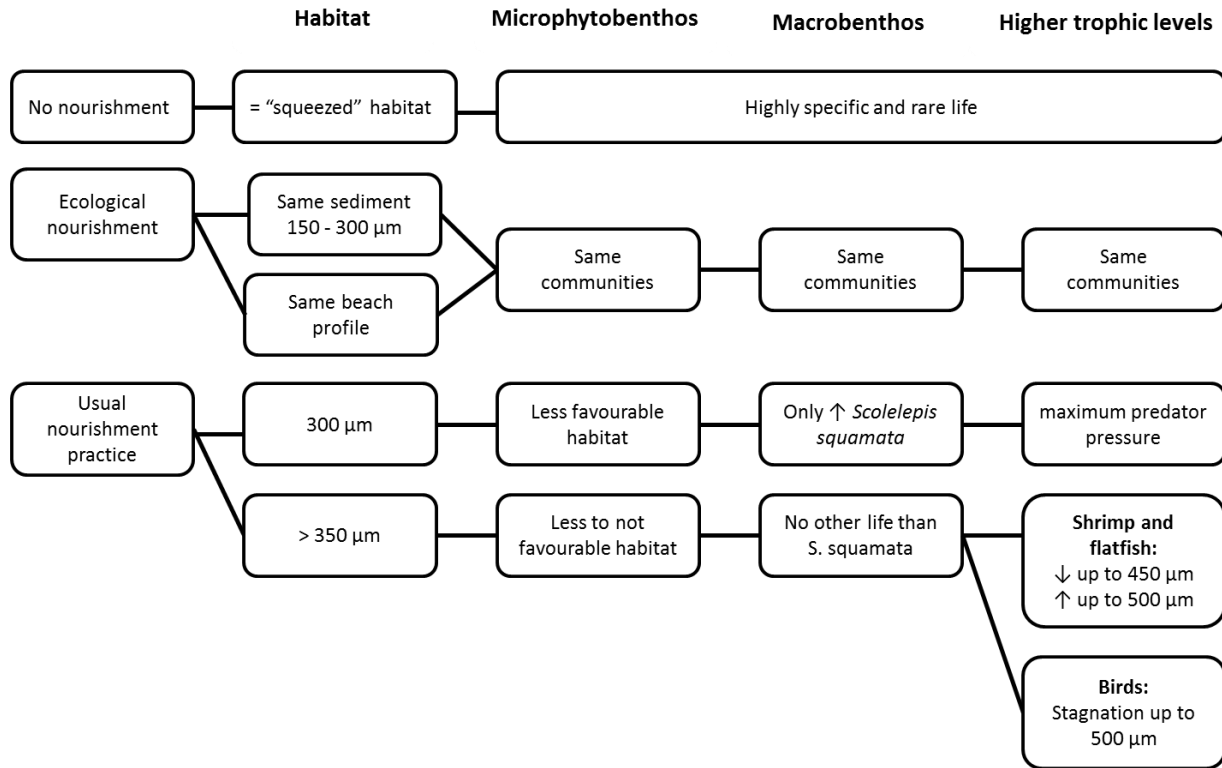 Habitat
Microphytobenthos
Macrobenthos
Higher trophic levels
No nourishment
= “squeezed” habitat
Highly specific and rare life
Ecological
nourishment
Same sediment
150 - 300 µm
Same beach
profile
Same
communities
Same
communities
Same
communities
Usual
nourishment
practice
300 µm
Less favourable
habitat
Only ↑ Scolelepis
squamata
maximum predator
pressure
> 350 µm
Less to not
favourable habitat
No other life than
S. squamata
Shrimp and
flatfish:
↓ up to 450 µm
↑ up to 500 µm
Birds:
Stagnation up to
500 µm